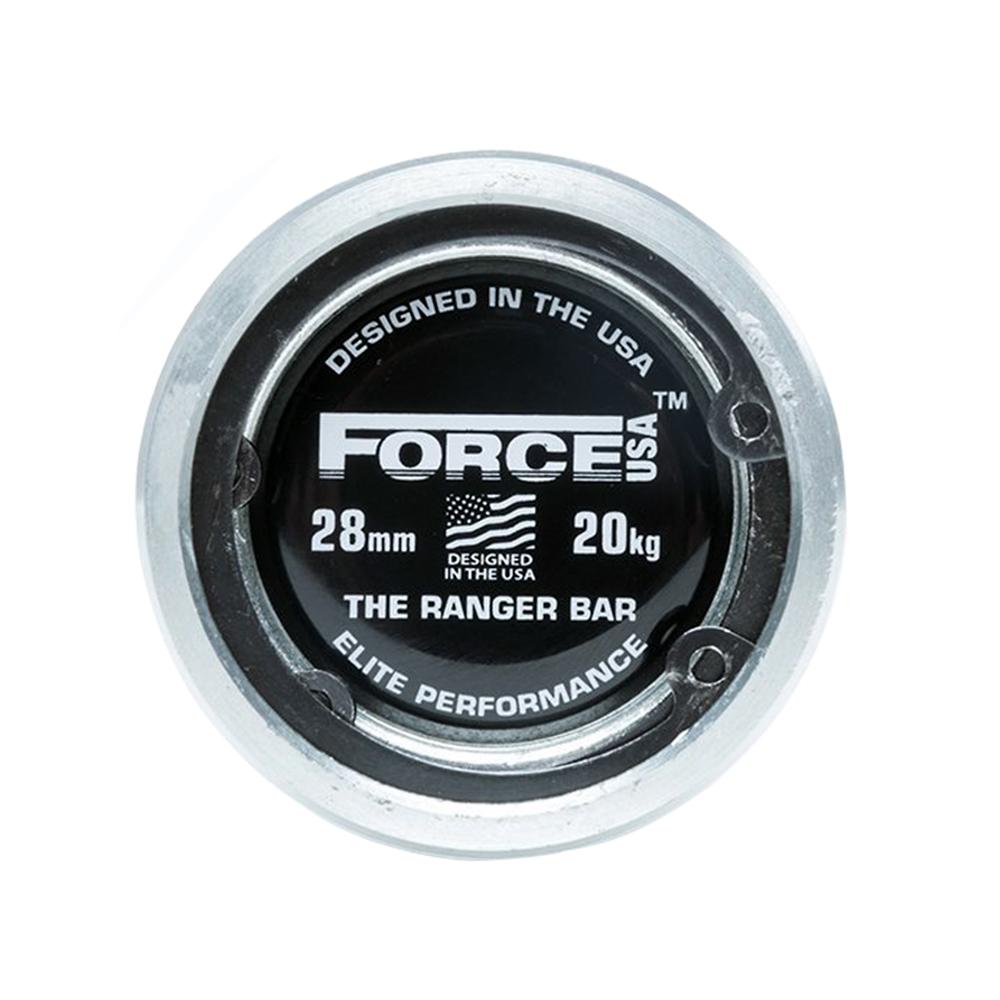 DESIGNED IN THE USA
FORCE USA™
28mm 20kg
DESIGNED
IN THE USA
THE RANGER BAR
ELITE PERFORMANCE